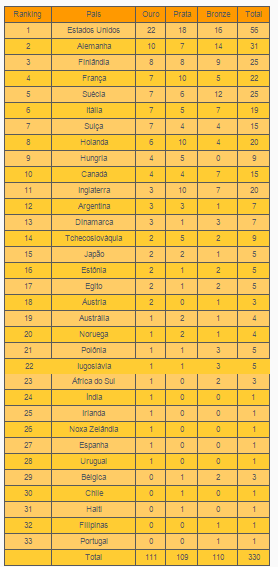 Ranking País Ouro Prata Bronze Total
1 Estados Unidos 22 18 16 56
2 Alemanha 10 7 14 31
3 Finlândia 8 8 9 25
4 França 7 10 5 22
5 Suécia 7 6 12 25
6 Itália 7 5 7 19
7 Suíça 7 4 4 15
8 Holanda 6 10 4 20
9 Hungria 4 5 0 9
10 Canadá 4 4 7 15
11 Inglaterra 3 10 7 20
12 Argentina 3 3 1 7
13 Dinamarca 3 1 3 7
14 Tchecoslováquia 2 5 2 9
15 Japão 2 2 1 5
16 Estônia 2 1 2 5
17 Egito 2 1 2 5
18 Áustria 2 0 1 3
19 Austrália 1 2 1 4
20 Noruega 1 2 1 4
21 Polônia 1 1 3 5
22 Iugoslávia 1 1 3 5
23 África do Sul 1 0 2 3
24 Índia 1 0 0 1
25 Irlanda 1 0 0 1
26 Nova Zelândia 1 0 0 1
27 Espanha 1 0 0 1
28 Uruguai 1 0 0 1
29 Bélgica 0 1 2 3
30 Chile 0 1 0 1
31 Haiti 0 1 0 1
32 Filipinas 0 0 1 1
33 Portugal 0 0 1 1
Total 111 109 110 330